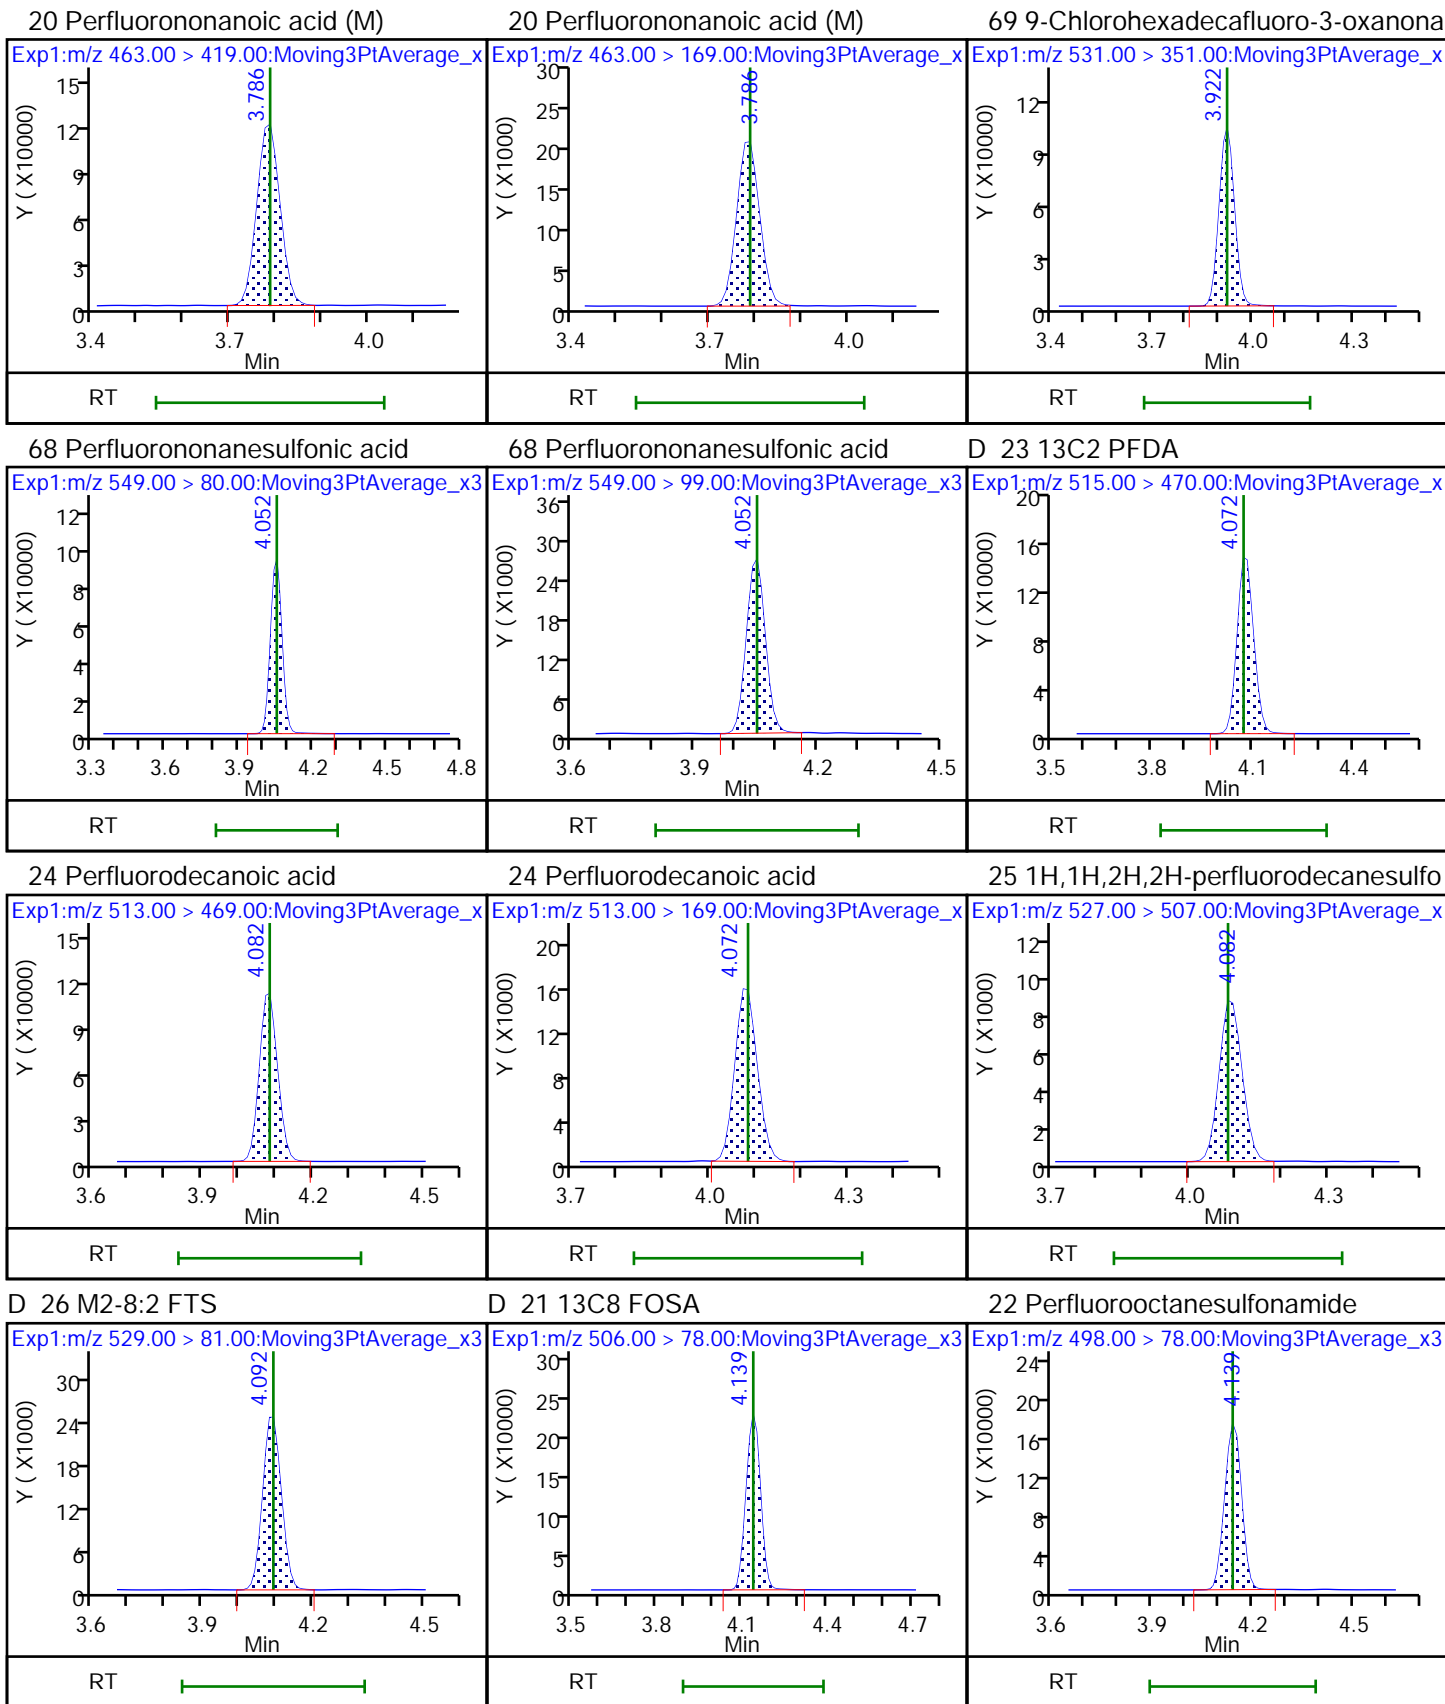 20 Perfluorononanoic acid (M)
Exp1:m/z 463.00 > 419.00:Moving3PtAverage_x
Y ( X10000)
15
12
9
6
3
0
3.786
3.4 3.7 4.0
Min
RT
20 Perfluorononanoic acid (M)
Exp1:m/z 463.00 > 169.00:Moving3PtAverage_x
Y ( X1000)
30
25
20
15
10
5
0
3.786
3.4 3.7 4.0
Min
RT
69 9-Chlorohexadecafluoro-3-oxanona
Exp1:m/z 531.00 > 351.00:Moving3PtAverage_x
Y ( X10000)
12
9
6
3
0
3.922
3.4 3.7 4.0 4.3
Min
RT
68 Perfluorononanesulfonic acid
Exp1:m/z 549.00 > 80.00:Moving3PtAverage_x3
Y ( X10000)
12
10
8
6
4
2
0
4.052
3.3 3.6 3.9 4.2 4.5 4.8
Min
RT
68 Perfluorononanesulfonic acid
Exp1:m/z 549.00 > 99.00:Moving3PtAverage_x3
Y ( X1000)
36
30
24
18
12
6
0
4.052
3.6 3.9 4.2 4.5
Min
RT
D 23 13C2 PFDA
Exp1:m/z 515.00 > 470.00:Moving3PtAverage_x
Y ( X10000)
20
16
12
8
4
0
4.072
3.5 3.8 4.1 4.4
Min
RT
24 Perfluorodecanoic acid
Exp1:m/z 513.00 > 469.00:Moving3PtAverage_x
Y ( X10000)
15
12
9
6
3
0
4.082
3.6 3.9 4.2 4.5
Min
RT
24 Perfluorodecanoic acid
Exp1:m/z 513.00 > 169.00:Moving3PtAverage_x
Y ( X1000)
20
16
12
8
4
0
4.072
3.7 4.0 4.3
Min
RT
25 1H,1H,2H,2H-perfluorodecanesulfo
Exp1:m/z 527.00 > 507.00:Moving3PtAverage_x
Y ( X1000)
12
10
8
6
4
2
0
4.082
3.7 4.0 4.3
Min
RT
D 26 M2-8:2 FTS
Exp1:m/z 529.00 > 81.00:Moving3PtAverage_x3
Y ( X1000)
30
24
18
12
6
0
4.092
3.6 3.9 4.2 4.5
Min
RT
D 21 13C8 FOSA
Exp1:m/z 506.00 > 78.00:Moving3PtAverage_x3
Y ( X10000)
30
25
20
15
10
5
0
4.139
3.5 3.8 4.1 4.4 4.7
Min
RT
22 Perfluorooctanesulfonamide
Exp1:m/z 498.00 > 78.00:Moving3PtAverage_x3
Y ( X10000)
24
20
16
12
8
4
0
4.139
3.6 3.9 4.2 4.5
Min
RT